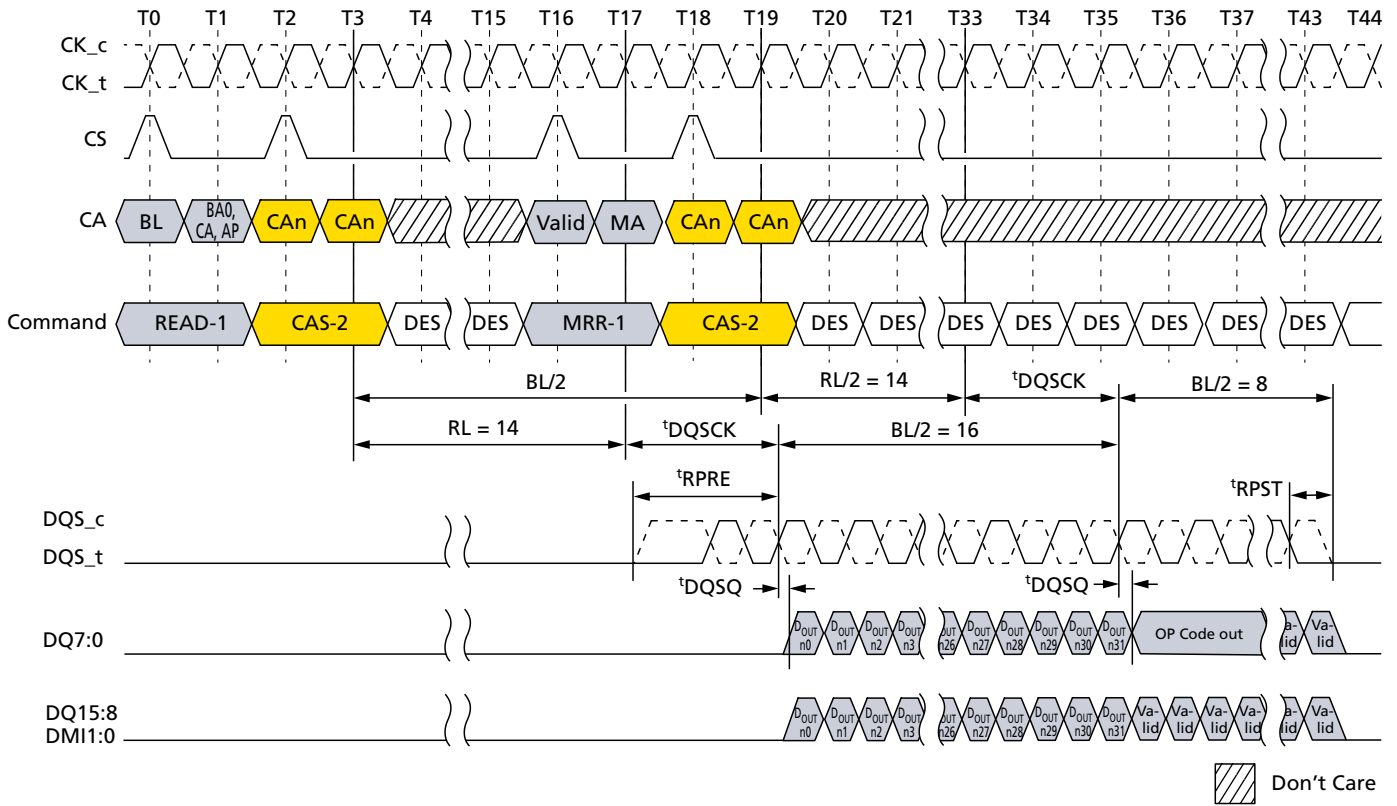 T0 T1 T2 T3 T4 T15 T16 T17 T18 T19 T20 T21 T33 T34 T35 T36 T37 T43 T44
CK_c
CK_t
CS
CA BL BA0, CA, AP CAn CAn Valid MA CAn CAn
Command READ-1 CAS-2 DES DES MRR-1 CAS-2 DES DES DES DES DES DES DES DES
BL/2 RL/2 = 14 tDQSCK BL/2 = 8
RL = 14 tDQSCK BL/2 = 16
tRPRE tRPST
DQS_c
DQS_t
tDQSQ tDQSQ
DQ7:0 DOUT n0 DOUT n1 DOUT n2 DOUT n3 DOUT n26 DOUT n27 DOUT n28 DOUT n29 DOUT n30 DOUT n31 OP Code out a-lid Va-lid
DQ15:8
DMI1:0 DOUT n0 DOUT n1 DOUT n2 DOUT n3 DOUT n26 DOUT n27 DOUT n28 DOUT n29 DOUT n30 DOUT n31 Va-lid Va-lid Va-lid Va-lid a-lid Va-lid
Don't Care